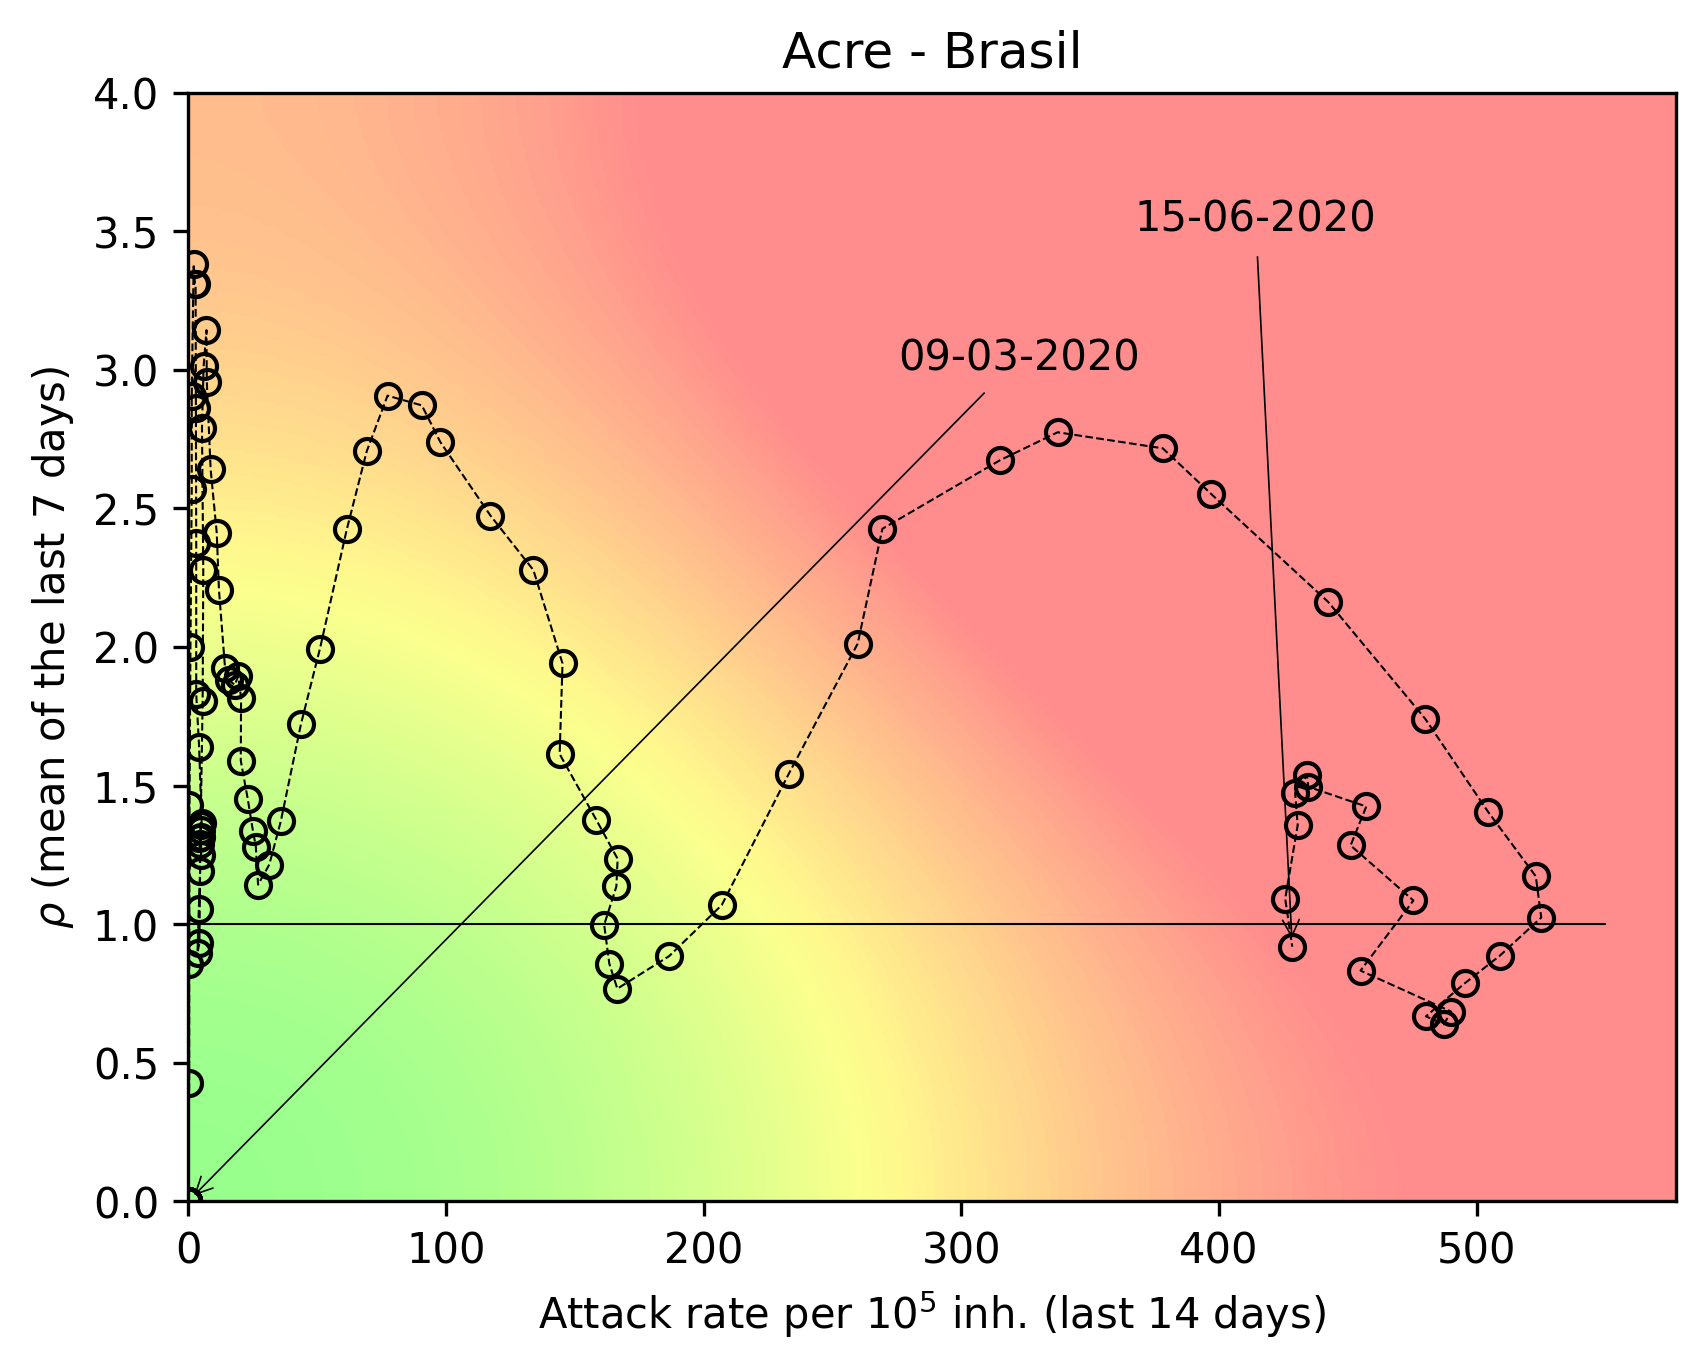 Acre - Brasil
4.0
3.5
3.0
2.5
2.0
1.5
1.0
0.5
0.0
ρ (mean of the last 7 days)
15-06-2020
09-03-2020
0 100 200 300 400 500
Attack rate per 10⁵ inh. (last 14 days)